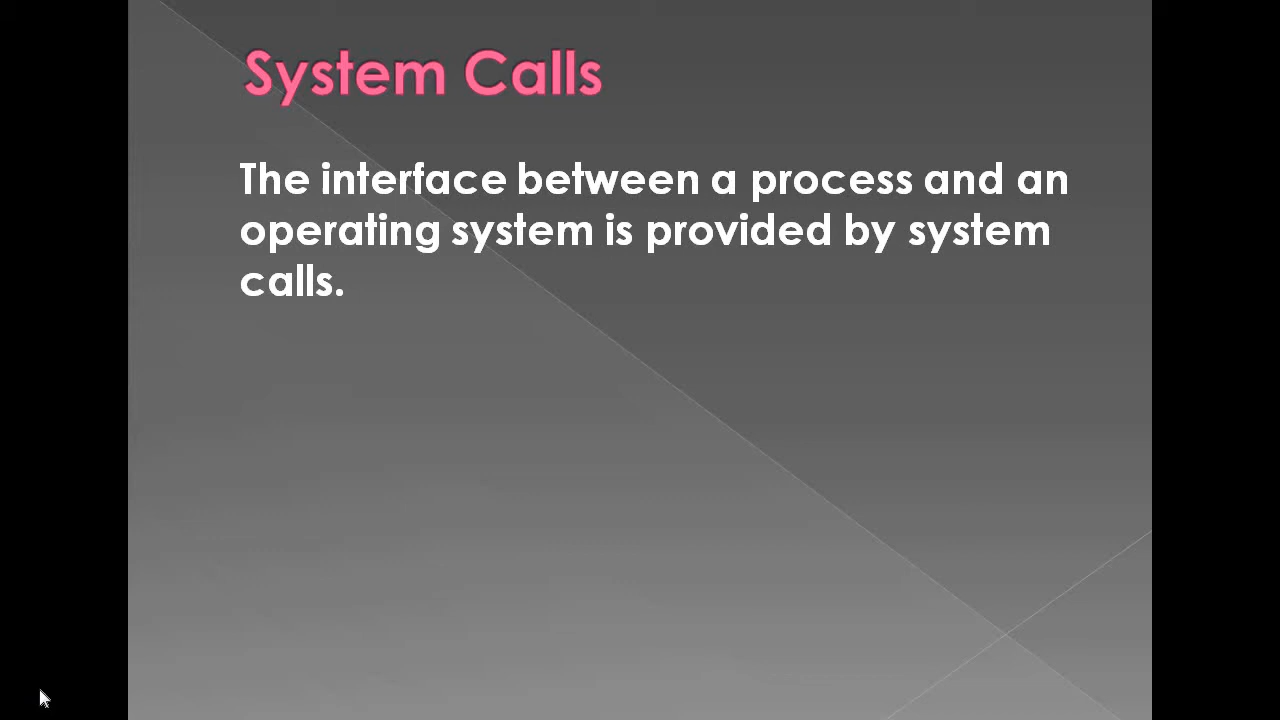 System Calls
The interface between a process and an
operating system is provided by system
calls.